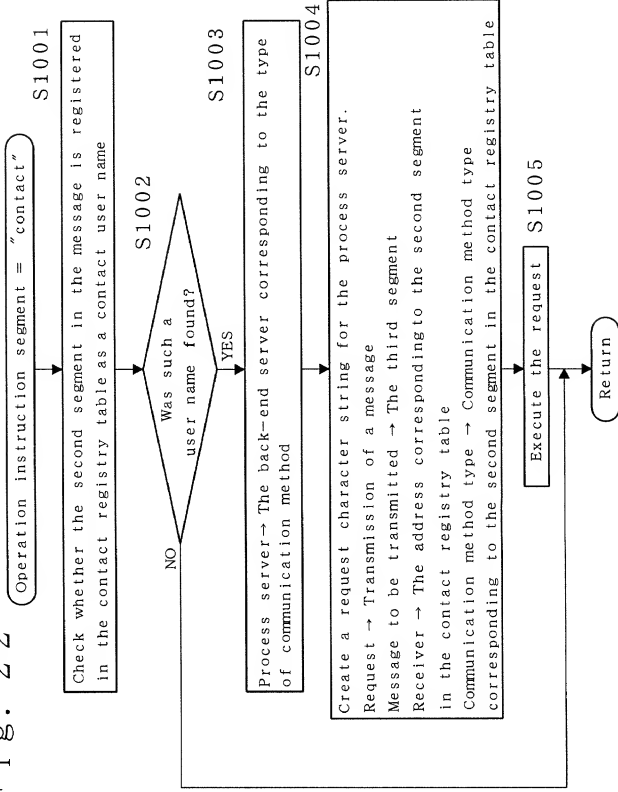 Fig. 22
Operation instruction segment = "contact"
S1001
Check whether the second segment in the message is registered
in the contact registry table as a contact user name
S1002
Was such a
user name found?
NO
YES
S1003
Process server→ The back-end server corresponding to the type
of communication method
S1004
Create a request character string for the process server.
Request → Transmission of a message
Message to be transmitted → The third segment
Receiver → The address correspondingto the second segment
in the contact registry table
Communication method type → Communication method type
corresponding to the second segment in the contact registry table
S1005
Execute the request
Return